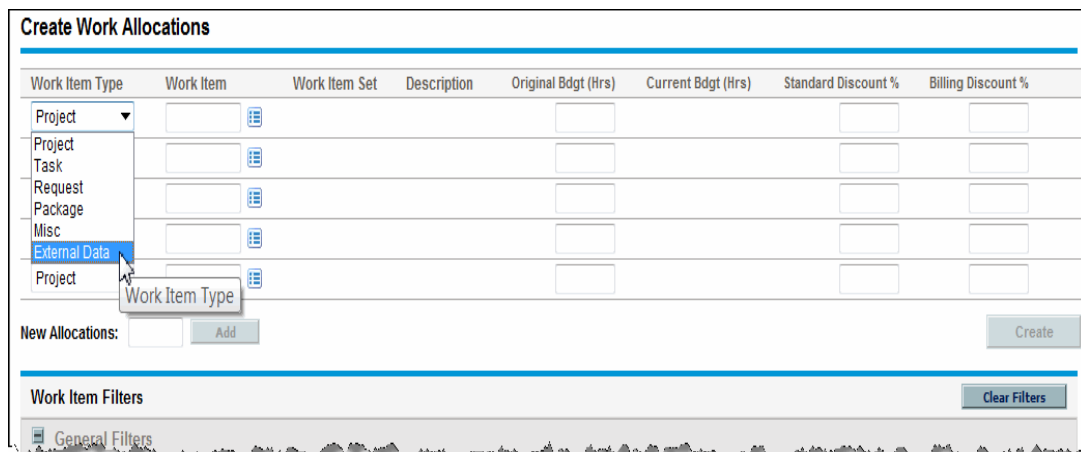 Create Work Allocations
Work Item Type Work Item Work Item Set Description Original Bdgt (Hrs) Current Bdgt (Hrs) Standard Discount % Billing Discount %
Project
Project
Task
Request
Package
Misc
External Data
Project
Work Item Type
New Allocations: Add Create
Work Item Filters Clear Filters
General Filters